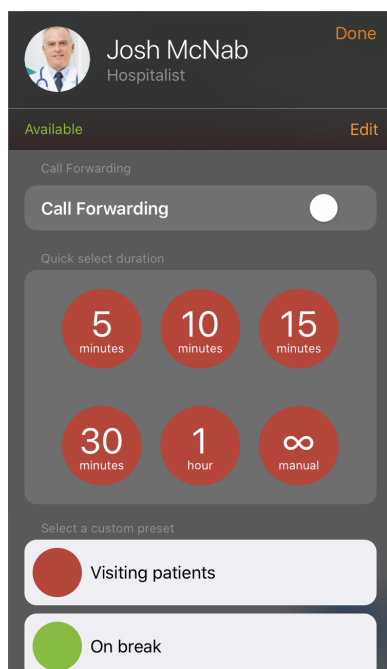 Done
Josh McNab
Hospitalist
Available
Edit
Call Forwarding
Call Forwarding
Quick select duration
5
minutes
10
minutes
15
minutes
30
minutes
1
hour
∞
manual
Select a custom preset
Visiting patients
On break